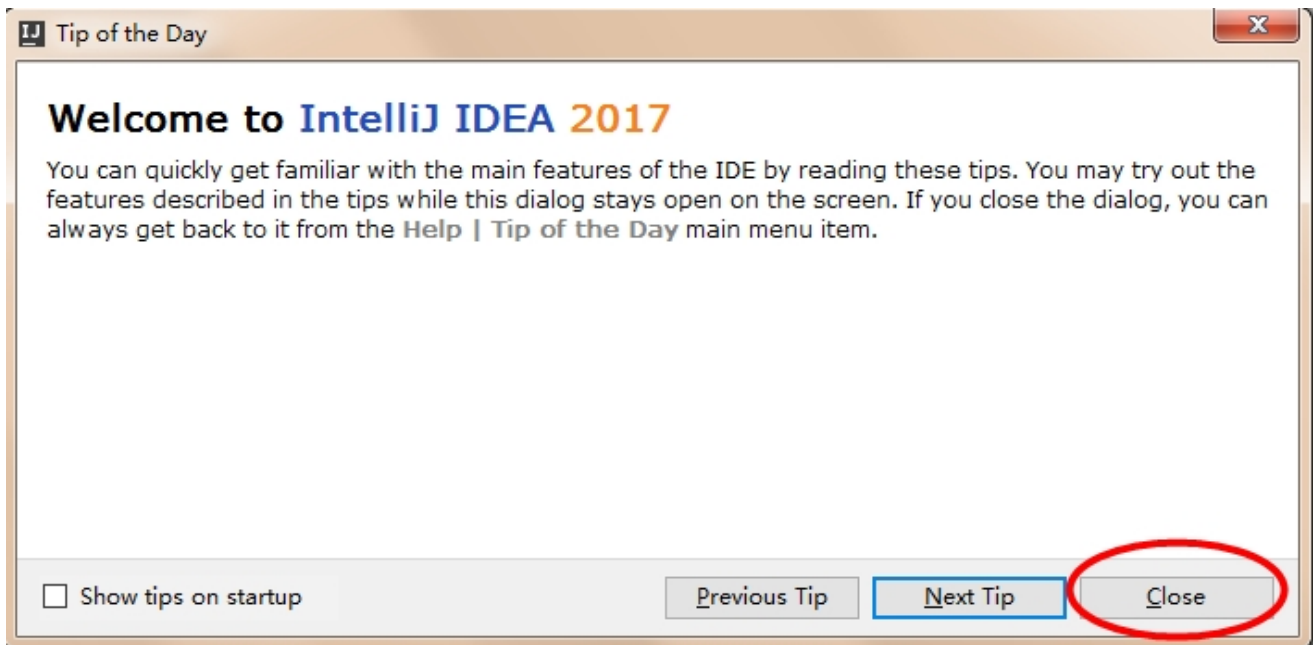 IJ Tip of the Day
x
Welcome to IntelliJ IDEA 2017
You can quickly get familiar with the main features of the IDE by reading these tips. You may try out the
features described in the tips while this dialog stays open on the screen. If you close the dialog, you can
always get back to it from the Help | Tip of the Day main menu item.
Show tips on startup
Previous Tip
Next Tip
Close